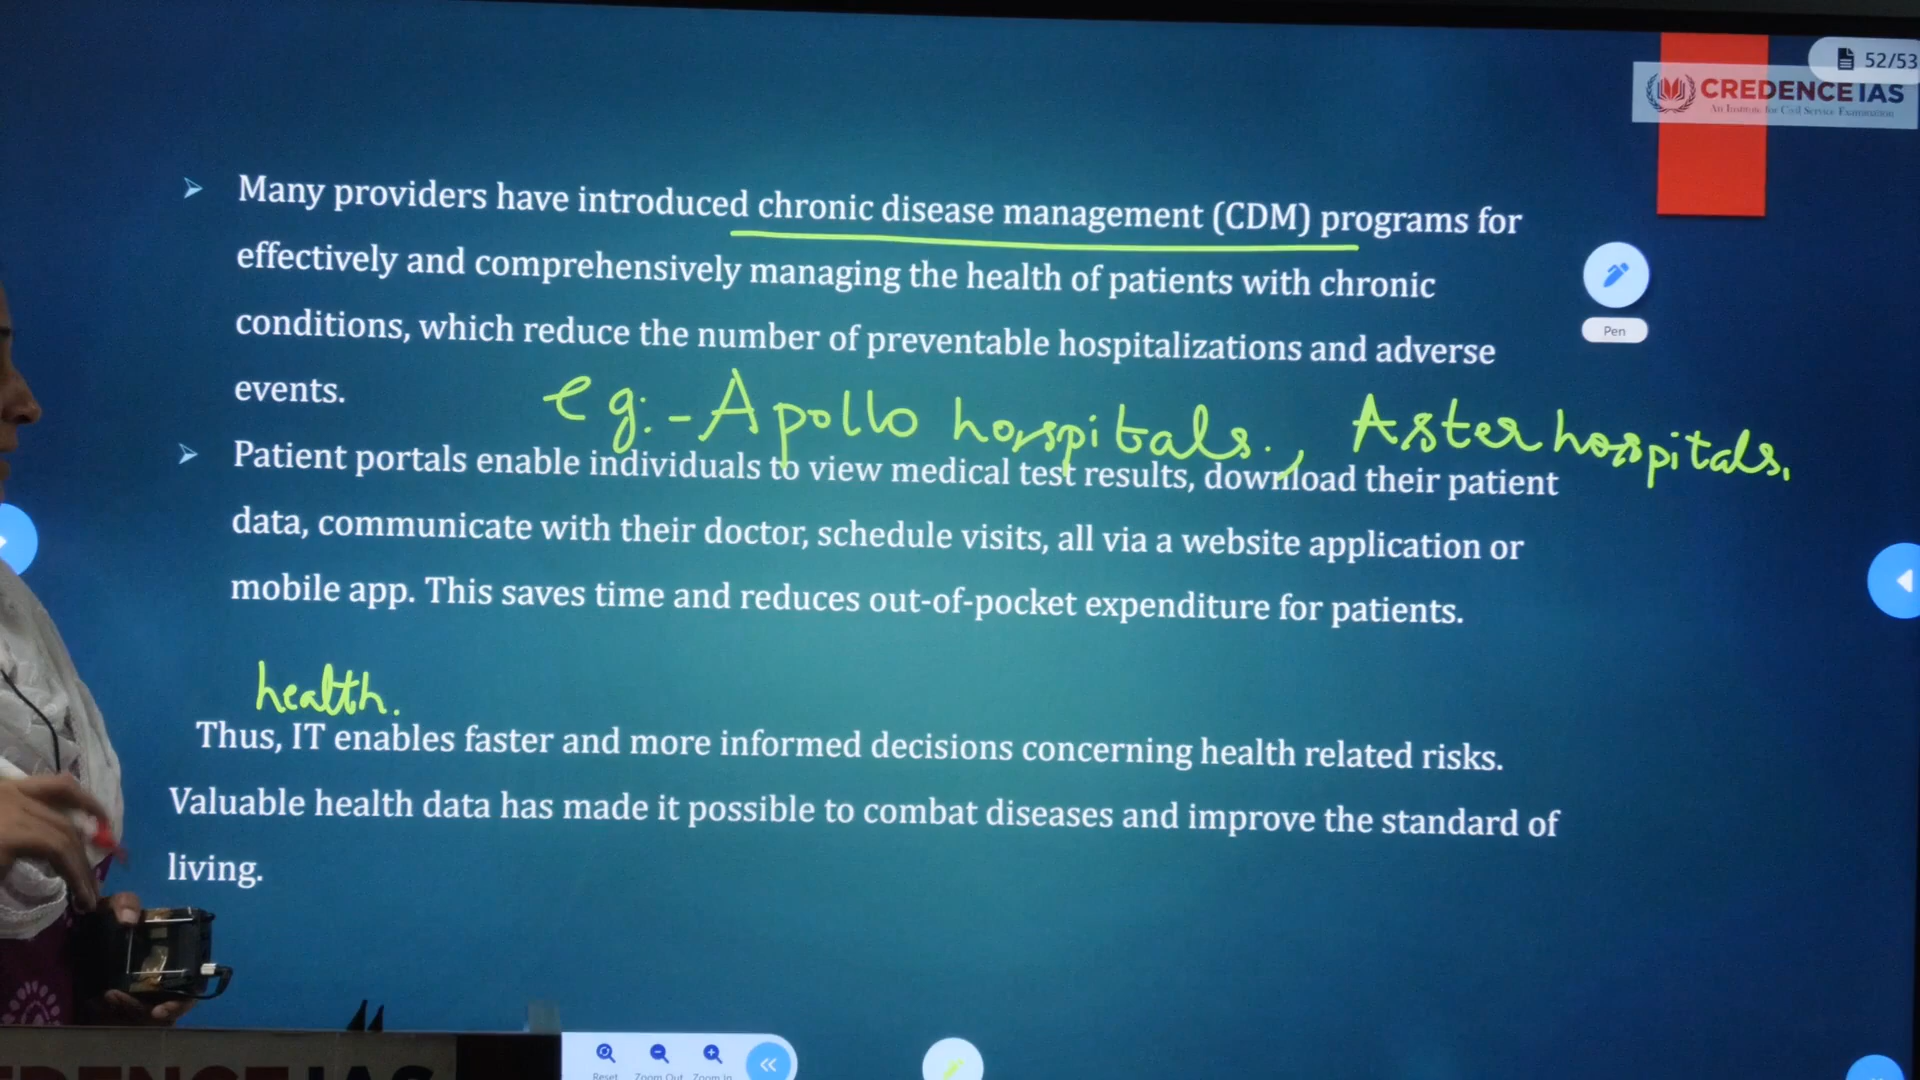 52/53
CREDENCE IAS
An Institute for Civil Service Examination
➢ Many providers have introduced chronic disease management (CDM) programs for
effectively and comprehensively managing the health of patients with chronic
conditions, which reduce the number of preventable hospitalizations and adverse
events.
eg:- Apollo horspitals., Aster horspitals.
➢ Patient portals enable individuals to view medical test results, download their patient
data, communicate with their doctor, schedule visits, all via a website application or
mobile app. This saves time and reduces out-of-pocket expenditure for patients.
health.
Thus, IT enables faster and more informed decisions concerning health related risks.
Valuable health data has made it possible to combat diseases and improve the standard of
living.
Pen
Reset Zoom Out Zoom In
IAS